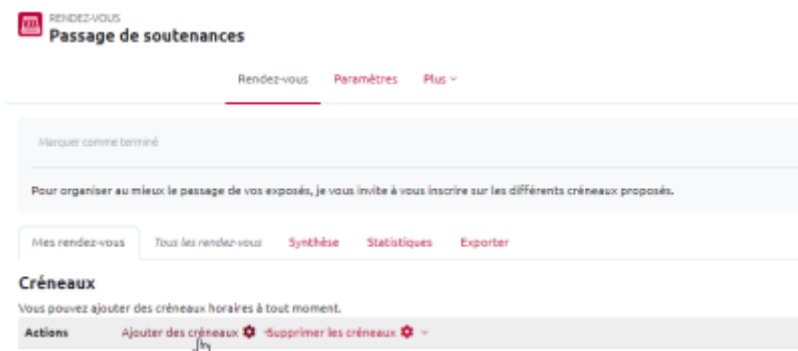 RENDEZ-VOUS
Passage de soutenances
Rendez-vous Paramètres Plus
Marquer comme terminé
Pour organiser au mieux le passage de vos exposés, je vous invite à vous inscrire sur les différents créneaux proposés.
Mes rendez-vous Tous les rendez-vous Synthèse Statistiques Exporter
Créneaux
Vous pouvez ajouter des créneaux horaires à tout moment.
Actions Ajouter des créneaux Supprimer les créneaux